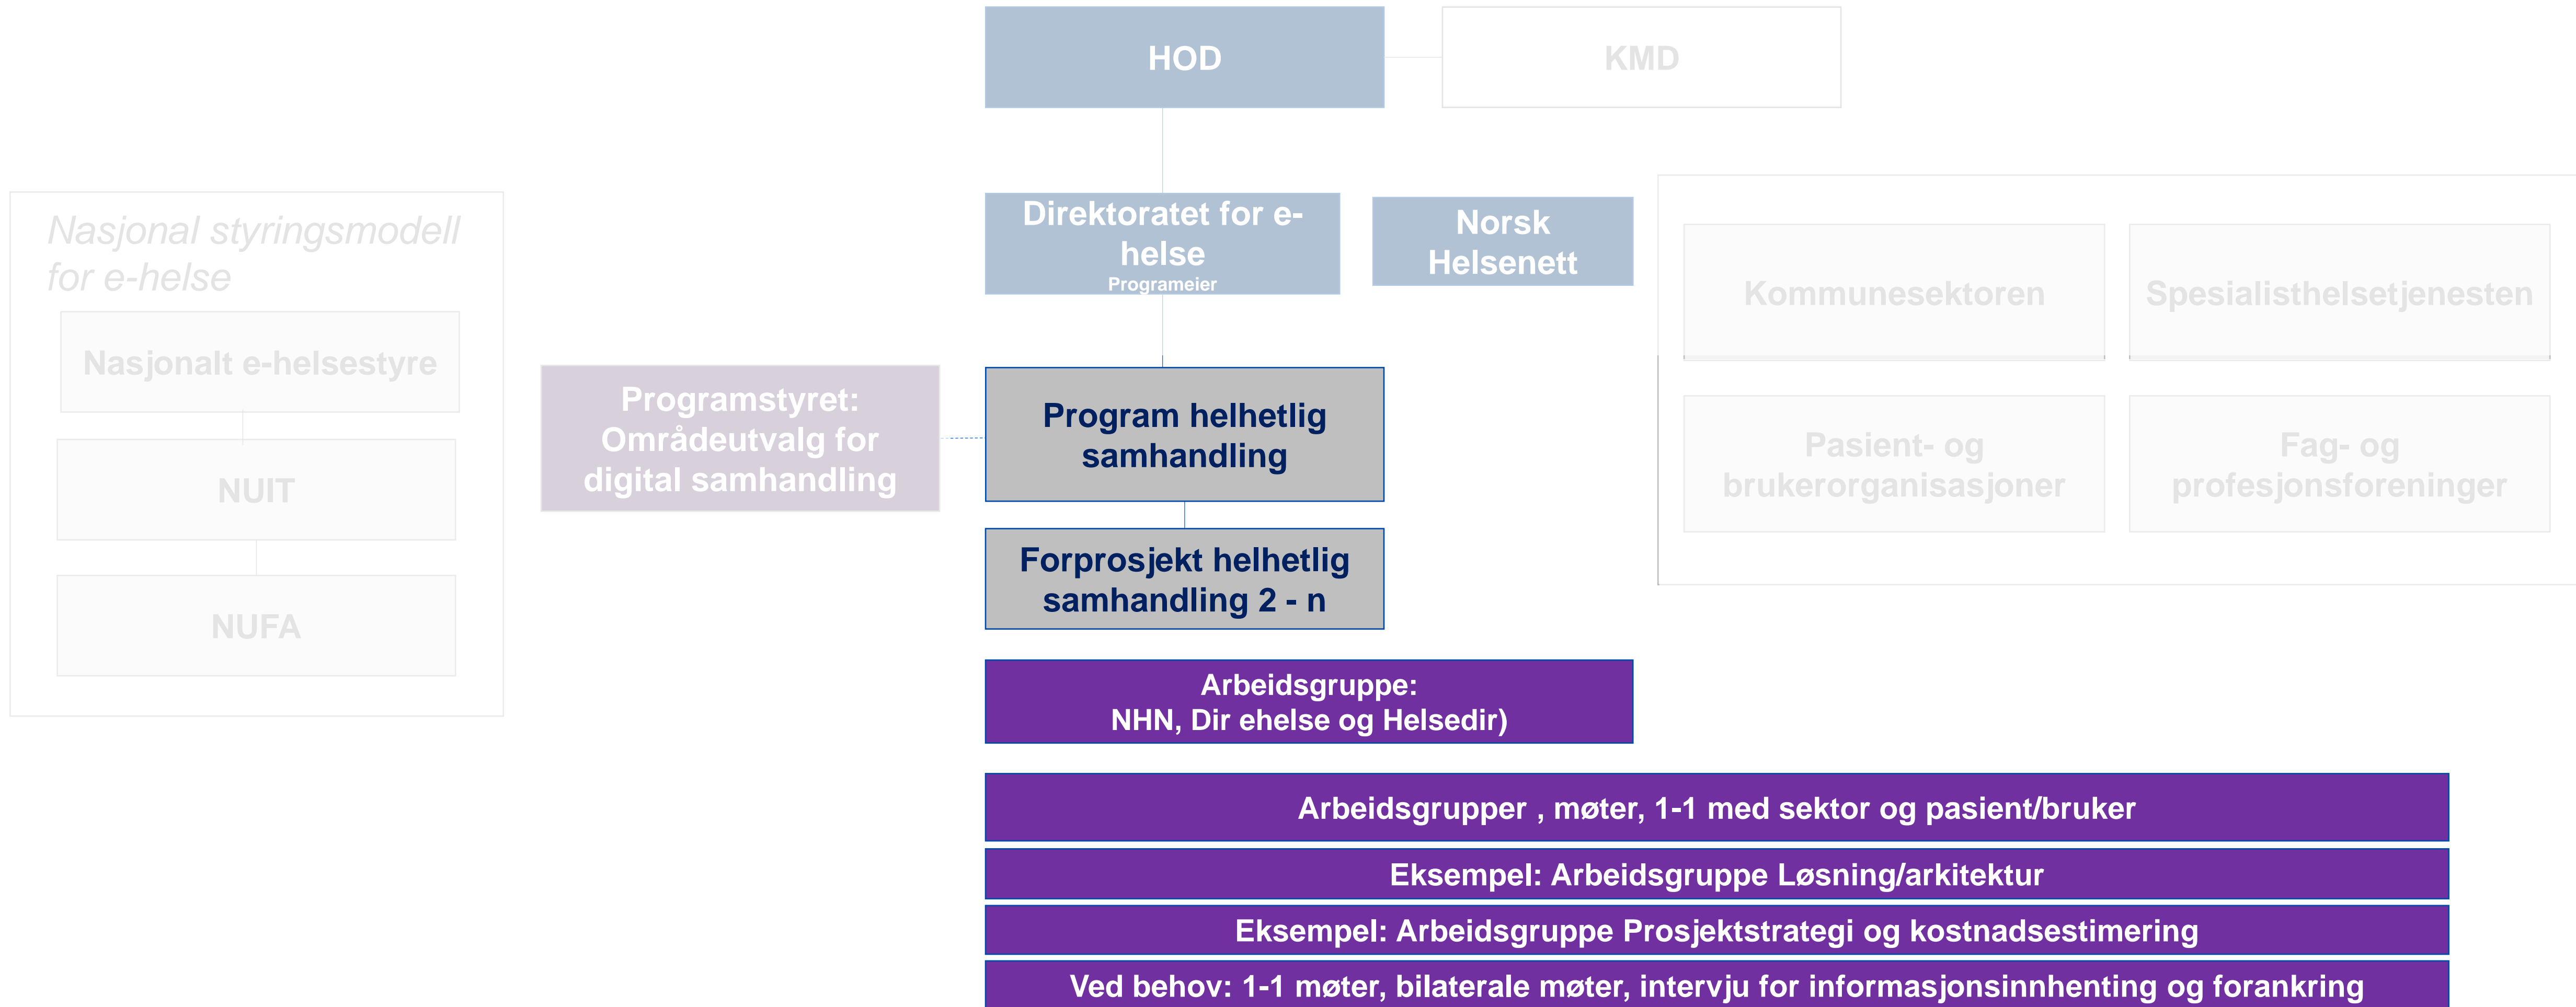 HOD
KMD
Nasjonal styringsmodell
for e-helse
Nasjonalt e-helsestyre
NUIT
NUFA
Direktoratet for e-
helse
Programeier
Norsk
Helsenett
Programstyret:
Områdeutvalg for
digital samhandling
Program helhetlig
samhandling
Forprosjekt helhetlig
samhandling 2 - n
Kommunesektoren
Spesialisthelsetjenesten
Pasient- og
brukerorganisasjoner
Fag- og
profesjonsforeninger
Arbeidsgruppe:
NHN, Dir ehelse og Helsedir)
Arbeidsgrupper , møter, 1-1 med sektor og pasient/bruker
Eksempel: Arbeidsgruppe Løsning/arkitektur
Eksempel: Arbeidsgruppe Prosjektstrategi og kostnadsestimering
Ved behov: 1-1 møter, bilaterale møter, intervju for informasjonsinnhenting og forankring